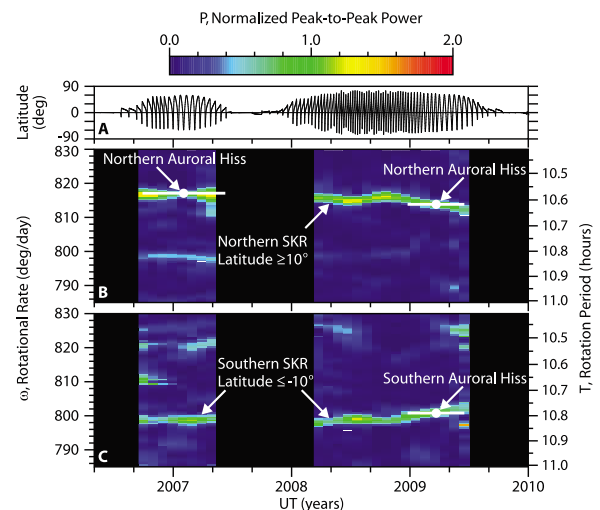 P, Normalized Peak-to-Peak Power
0.0 1.0 2.0
Latitude
(deg)
90
0
-90
A
830
820
810
800
790
Northern Auroral Hiss
Northern Auroral Hiss
Northern SKR
Latitude ≥10°
B
10.5
10.6
10.7
10.8
10.9
11.0
ω, Rotational Rate (deg/day)
T, Rotation Period (hours)
830
820
810
800
790
Southern SKR
Latitude ≤-10°
Southern Auroral Hiss
C
10.5
10.6
10.7
10.8
10.9
11.0
2007 2008 2009 2010
UT (years)